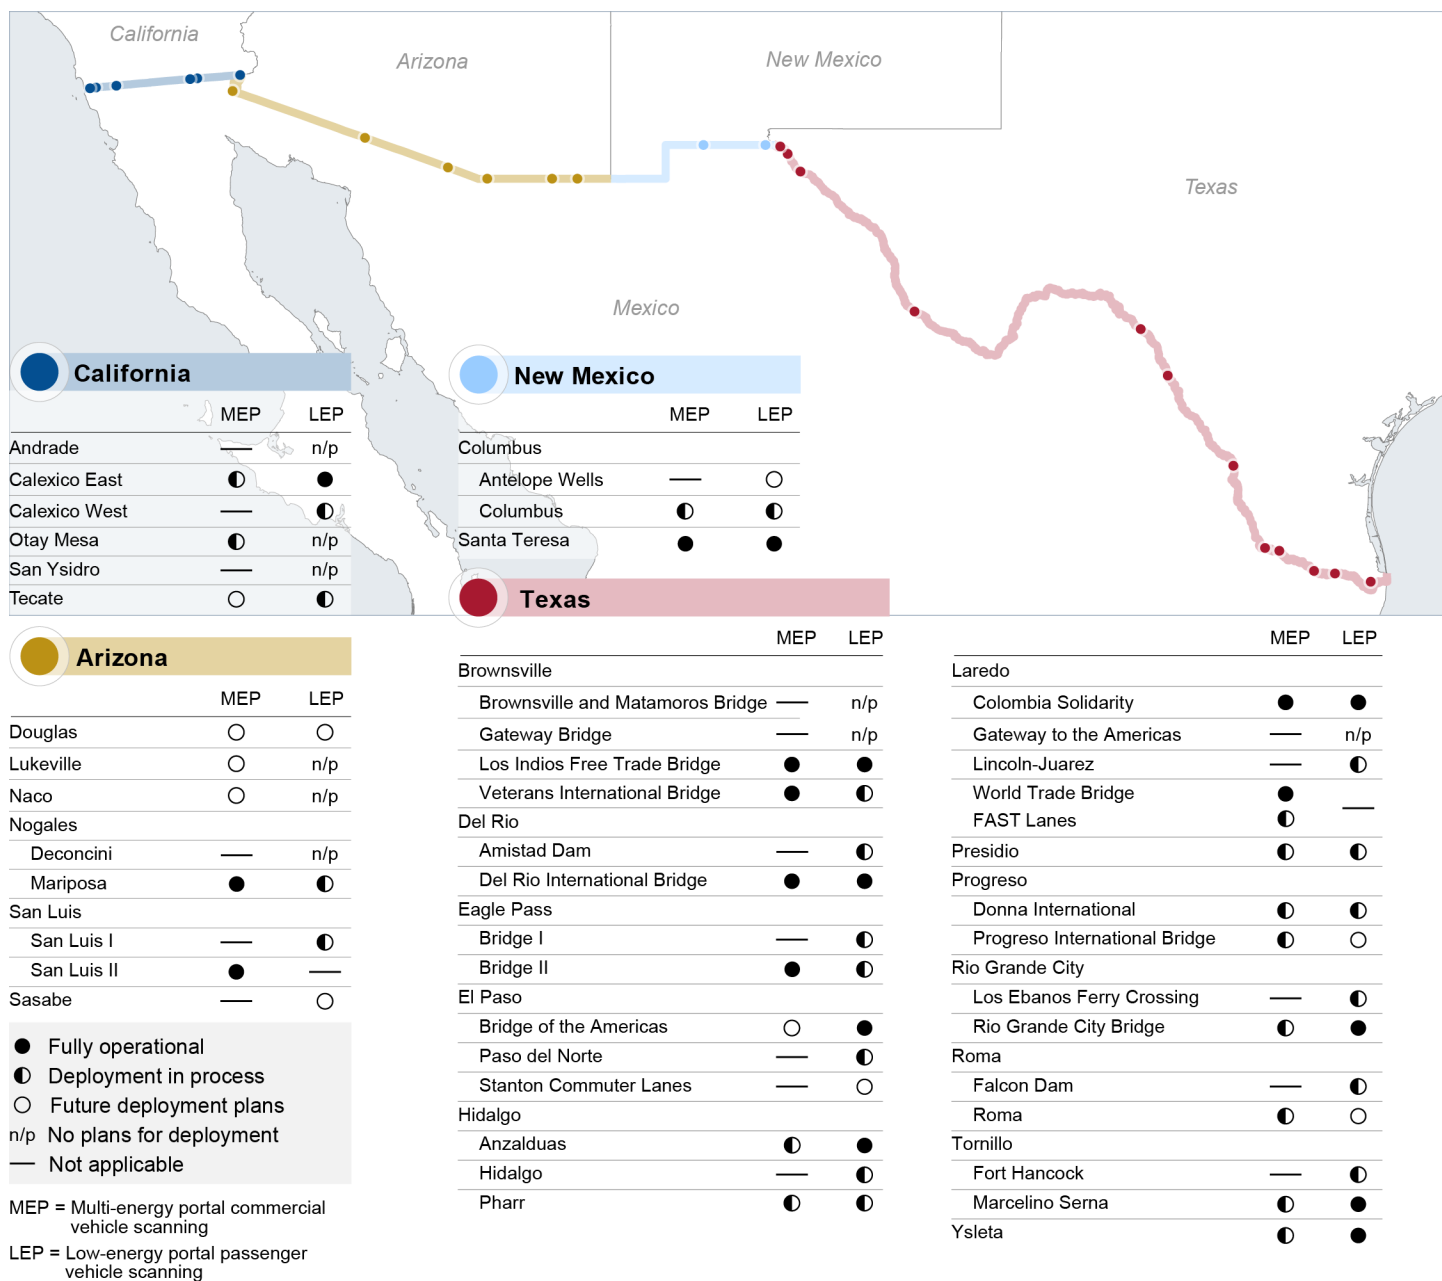 California
Arizona
New Mexico
Texas
Mexico
California
MEP LEP
Andrade — n/p
Calexico East ◐ ●
Calexico West — ◐
Otay Mesa ◐ n/p
San Ysidro — n/p
Tecate ○ ◐
Arizona
MEP LEP
Douglas ○ ○
Lukeville ○ n/p
Naco ○ n/p
Nogales
Deconcini — n/p
Mariposa ● ◐
San Luis
San Luis I — ◐
San Luis II ● —
Sasabe — ○
● Fully operational
◐ Deployment in process
○ Future deployment plans
n/p No plans for deployment
— Not applicable
MEP = Multi-energy portal commercial
vehicle scanning
LEP = Low-energy portal passenger
vehicle scanning
New Mexico
MEP LEP
Columbus
Antelope Wells — ○
Columbus ◐ ◐
Santa Teresa ● ●
Texas
MEP LEP
Brownsville
Brownsville and Matamoros Bridge — n/p
Gateway Bridge — n/p
Los Indios Free Trade Bridge ● ●
Veterans International Bridge ● ◐
Del Rio
Amistad Dam — ◐
Del Rio International Bridge ● ●
Eagle Pass
Bridge I — ◐
Bridge II ● ◐
El Paso
Bridge of the Americas ○ ●
Paso del Norte — ◐
Stanton Commuter Lanes — ○
Hidalgo
Anzalduas ◐ ●
Hidalgo — ◐
Pharr ◐ ◐
MEP LEP
Laredo
Colombia Solidarity ● ●
Gateway to the Americas — n/p
Lincoln-Juarez — ◐
World Trade Bridge ● —
FAST Lanes ◐
Presidio ◐ ◐
Progreso
Donna International ◐ ◐
Progreso International Bridge ◐ ○
Rio Grande City
Los Ebanos Ferry Crossing — ◐
Rio Grande City Bridge ◐ ●
Roma
Falcon Dam — ◐
Roma ◐ ○
Tornillo
Fort Hancock — ◐
Marcelino Serna ◐ ●
Ysleta ◐ ●